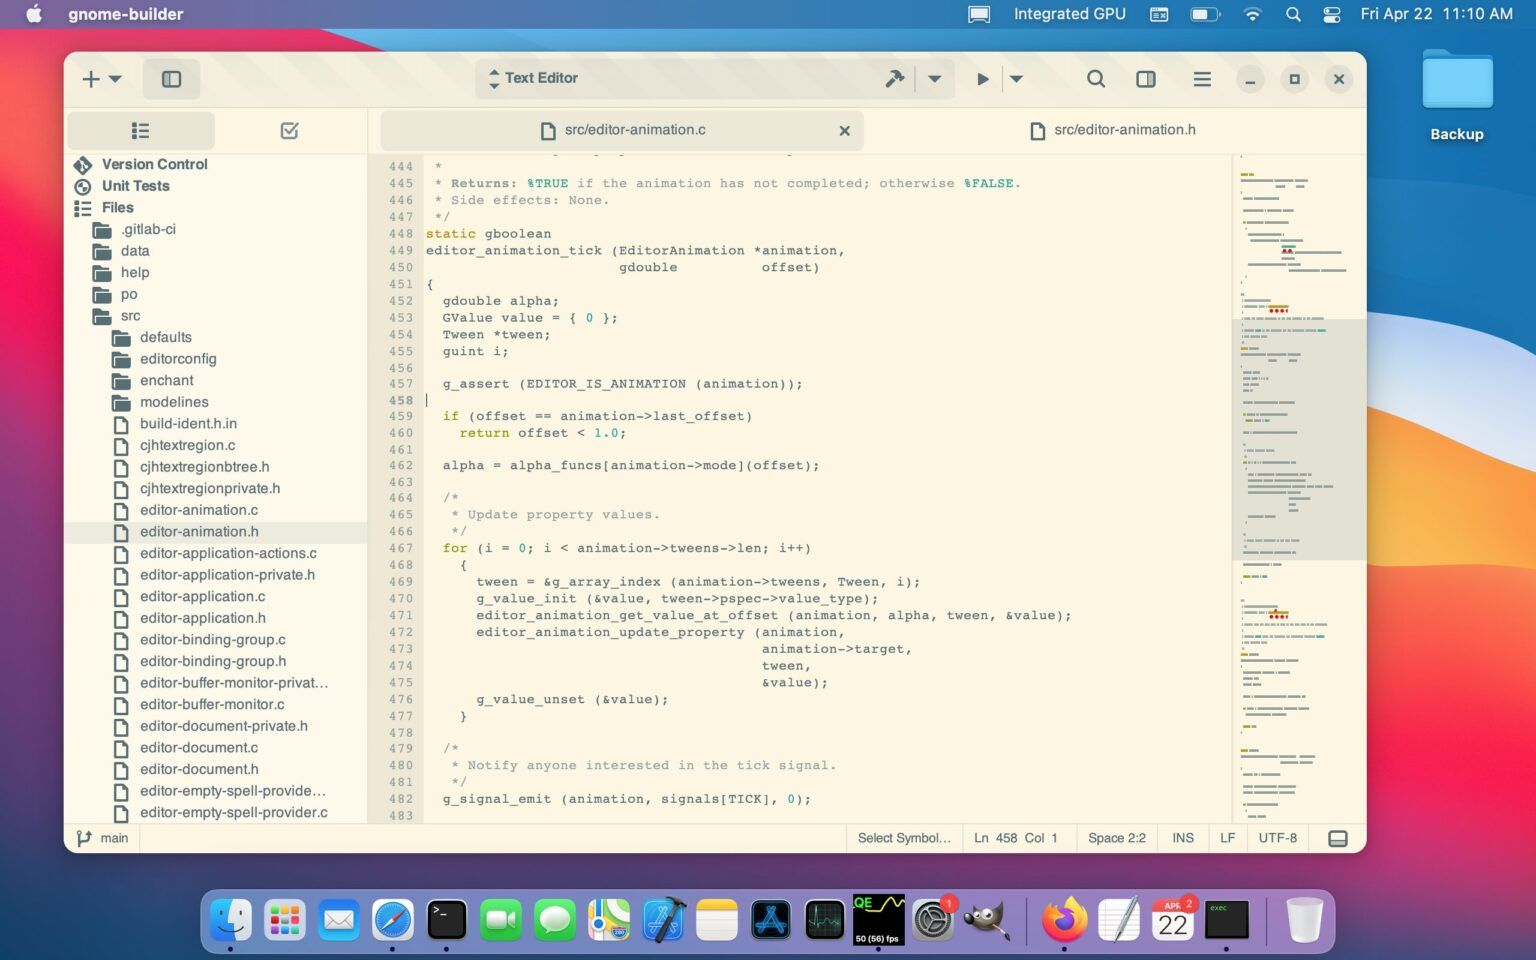 gnome-builder
Integrated GPU
Fri Apr 22 11:10 AM
Backup
Text Editor
src/editor-animation.c
src/editor-animation.h
Version Control
Unit Tests
Files
.gitlab-ci
data
help
po
src
defaults
editorconfig
enchant
modelines
build-ident.h.in
cjhtextregion.c
cjhtextregionbtree.h
cjhtextregionprivate.h
editor-animation.c
editor-animation.h
editor-application-actions.c
editor-application-private.h
editor-application.c
editor-application.h
editor-binding-group.c
editor-binding-group.h
editor-buffer-monitor-privat…
editor-buffer-monitor.c
editor-document-private.h
editor-document.c
editor-document.h
editor-empty-spell-provide…
editor-empty-spell-provider.c
444 *
445 * Returns: %TRUE if the animation has not completed; otherwise %FALSE.
446 * Side effects: None.
447 */
448 static gboolean
449 editor_animation_tick (EditorAnimation *animation,
450 gdouble offset)
451 {
452 gdouble alpha;
453 GValue value = { 0 };
454 Tween *tween;
455 guint i;
456
457 g_assert (EDITOR_IS_ANIMATION (animation));
458
459 if (offset == animation->last_offset)
460 return offset < 1.0;
461
462 alpha = alpha_funcs[animation->mode](offset);
463
464 /*
465 * Update property values.
466 */
467 for (i = 0; i < animation->tweens->len; i++)
468 {
469 tween = &g_array_index (animation->tweens, Tween, i);
470 g_value_init (&value, tween->pspec->value_type);
471 editor_animation_get_value_at_offset (animation, alpha, tween, &value);
472 editor_animation_update_property (animation,
473 animation->target,
474 tween,
475 &value);
476 g_value_unset (&value);
477 }
478
479 /*
480 * Notify anyone interested in the tick signal.
481 */
482 g_signal_emit (animation, signals[TICK], 0);
483
main
Select Symbol…
Ln 458 Col 1
Space 2:2
INS
LF
UTF-8
>_
280
QE
50 (56) fps
1
APR
22
2
exec